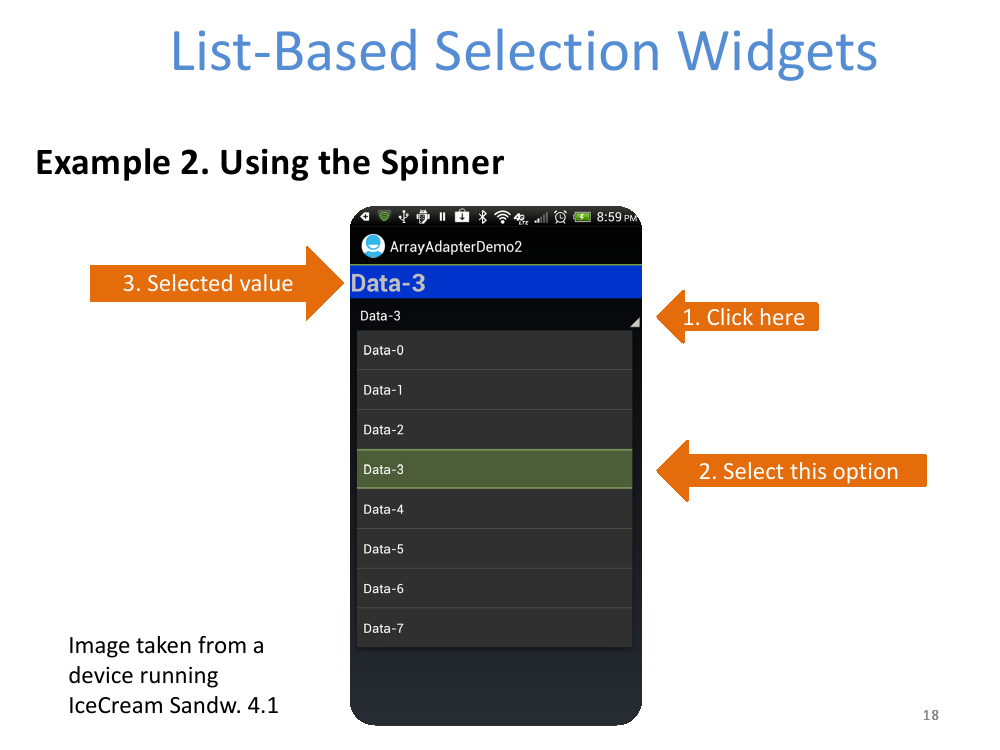 List-Based Selection Widgets
Example 2. Using the Spinner
8:59 PM
ArrayAdapterDemo2
3. Selected value
Data-3
Data-3
1. Click here
Data-0
Data-1
Data-2
Data-3
2. Select this option
Data-4
Data-5
Data-6
Data-7
Image taken from a
device running
IceCream Sandw. 4.1
18